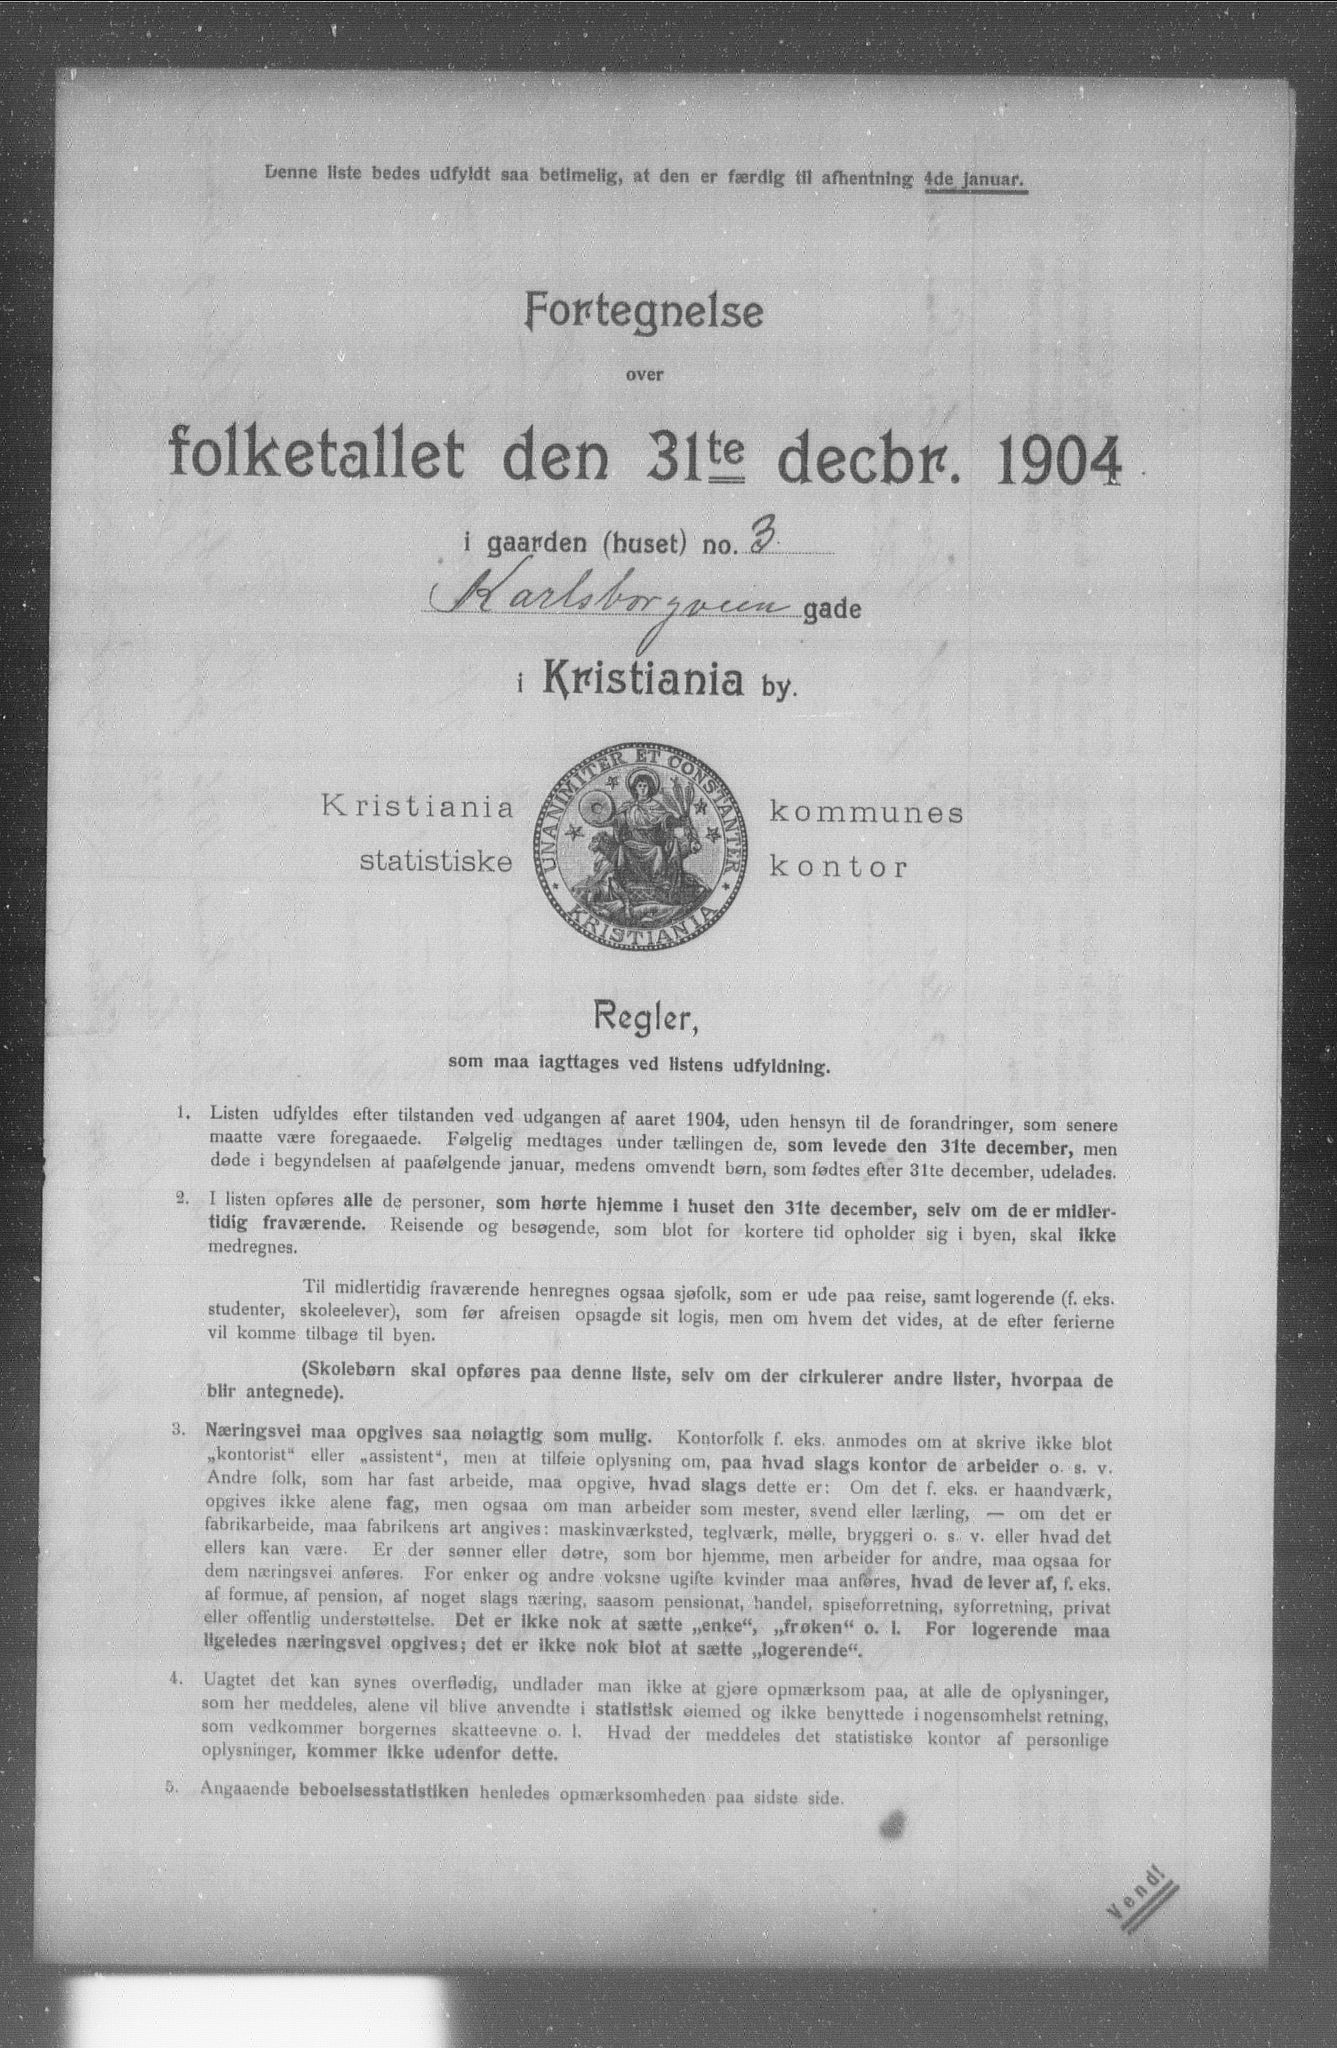 Denne liste bedes udfyldt saa betimelig, at den er færdig til afhentning 4de januar.
Fortegnelse
over
folketallet den 31te decbr. 1904
i gaarden (huset) no. 3
Karlsborgveien gade
i Kristiania by.
Kristiania kommunes
statistiske kontor
UNANIMITER ET CONSTANTER
KRISTIANIA
Regler,
som maa iagttages ved listens udfyldning.
1. Listen udfyldes efter tilstanden ved udgangen af aaret 1904, uden hensyn til de forandringer, som senere
maatte være foregaaede. Følgelig medtages under tællingen de, som levede den 31te december, men
døde i begyndelsen af paafølgende januar, medens omvendt børn, som fødtes efter 31te december, udelades.
2. I listen opføres alle de personer, som hørte hjemme i huset den 31te december, selv om de er midler-
tidig fraværende. Reisende og besøgende, som blot for kortere tid opholder sig i byen, skal ikke
medregnes.
Til midlertidig fraværende henregnes ogsaa sjøfolk, som er ude paa reise, samt logerende (f. eks.
studenter, skoleelever), som før afreisen opsagde sit logis, men om hvem det vides, at de efter ferierne
vil komme tilbage til byen.
(Skolebørn skal opføres paa denne liste, selv om der cirkulerer andre lister, hvorpaa de
blir antegnede).
3. Næringsvei maa opgives saa nøiagtig som mulig. Kontorfolk f. eks. anmodes om at skrive ikke blot
„kontorist“ eller „assistent“, men at tilføie oplysning om, paa hvad slags kontor de arbeider o. s. v.
Andre folk, som har fast arbeide, maa opgive, hvad slags dette er: Om det f. eks. er haandværk,
opgives ikke alene fag, men ogsaa om man arbeider som mester, svend eller lærling, — om det er
fabrikarbeide, maa fabrikens art angives: maskinværksted, teglværk, mølle, bryggeri o. s. v. eller hvad det
ellers kan være. Er der sønner eller døtre, som bor hjemme, men arbeider for andre, maa ogsaa for
dem næringsvei anføres. For enker og andre voksne ugifte kvinder maa anføres, hvad de lever af, f. eks.
af formue, af pension, af noget slags næring, saasom pensionat, handel, spiseforretning, syforretning, privat
eller offentlig understøttelse. Det er ikke nok at sætte „enke“, „frøken“ o. l. For logerende maa
ligeledes næringsvei opgives; det er ikke nok blot at sætte „logerende“.
4. Uagtet det kan synes overflødig, undlader man ikke at gjøre opmærksom paa, at alle de oplysninger,
som her meddeles, alene vil blive anvendte i statistisk øiemed og ikke benyttede i nogensomhelst retning,
som vedkommer borgernes skatteevne o. l. Hvad der meddeles det statistiske kontor af personlige
oplysninger, kommer ikke udenfor dette.
5. Angaaende beboelsesstatistiken henledes opmærksomheden paa sidste side.
Vend!